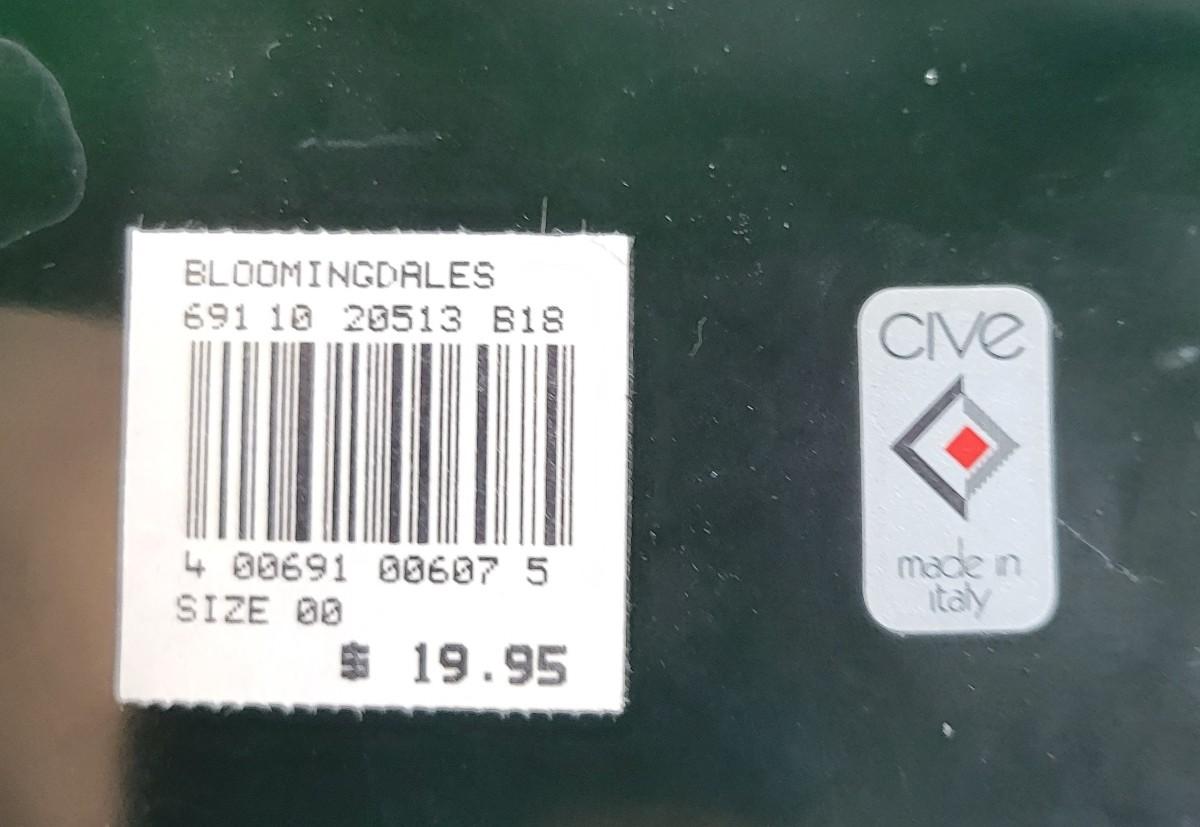 BLOOMINGDALES
691 10 20513 B18
4 00691 00607 5
SIZE 00
$ 19.95
CIVe
made in
italy